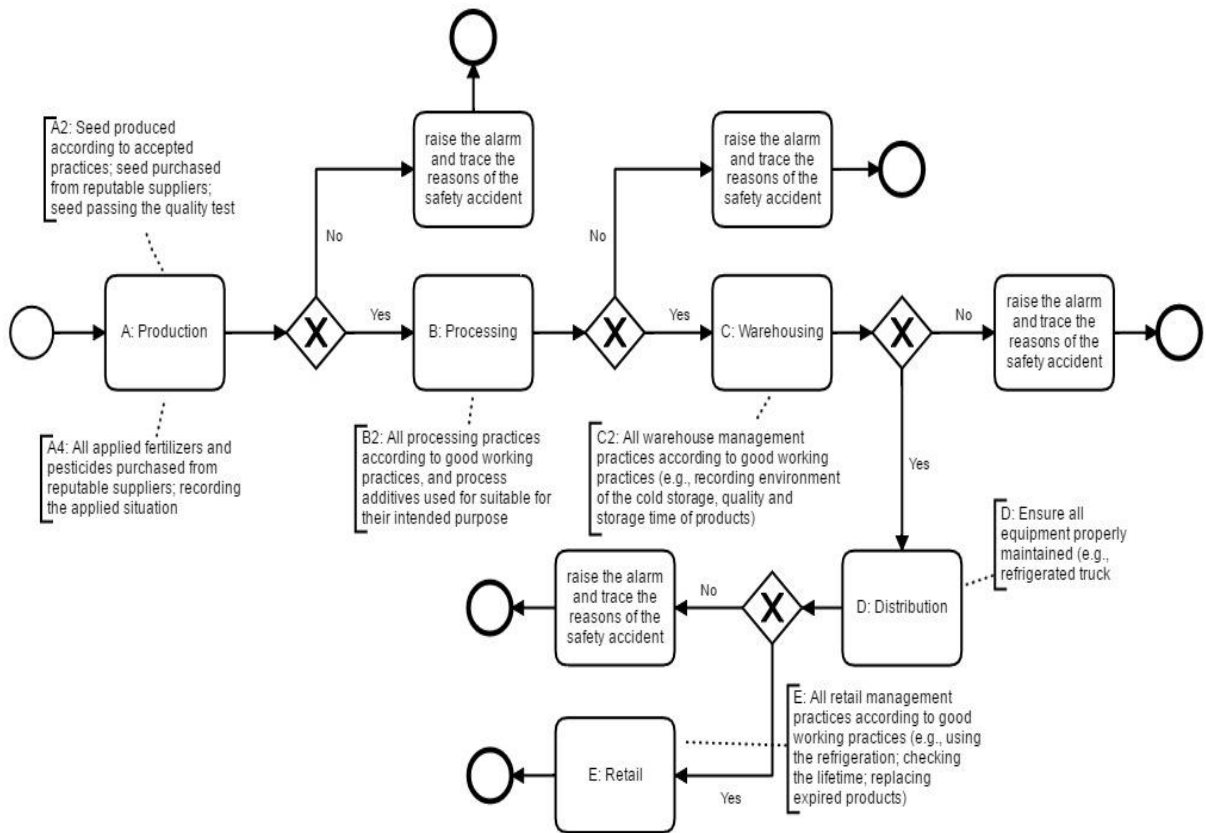 A2: Seed produced
according to accepted
practices; seed purchased
from reputable suppliers;
seed passing the quality test
raise the alarm
and trace the
reasons of the
safety accident
raise the alarm
and trace the
reasons of the
safety accident
No
No
A: Production
X
Yes
B: Processing
X
Yes
C: Warehousing
X
No
raise the alarm
and trace the
reasons of the
safety accident
A4: All applied fertilizers and
pesticides purchased from
reputable suppliers; recording
the applied situation
B2: All processing practices
according to good working
practices, and process
additives used for suitable for
their intended purpose
C2: All warehouse management
practices according to good working
practices (e.g., recording environment
of the cold storage, quality and
storage time of products)
Yes
D: Ensure all
equipment properly
maintained (e.g.,
refrigerated truck
raise the alarm
and trace the
reasons of the
safety accident
No
X
D: Distribution
E: All retail management
practices according to good
working practices (e.g., using
the refrigeration; checking
the lifetime; replacing
expired products)
E: Retail
Yes